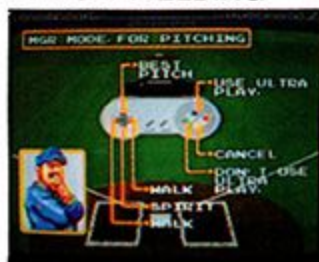 MGR MODE FOR PITCHING
BEST
PITCH
USE ULTRA
PLAY.
CANCEL
DON'T USE
ULTRA
PLAY.
WALK
SPIRIT
WALK